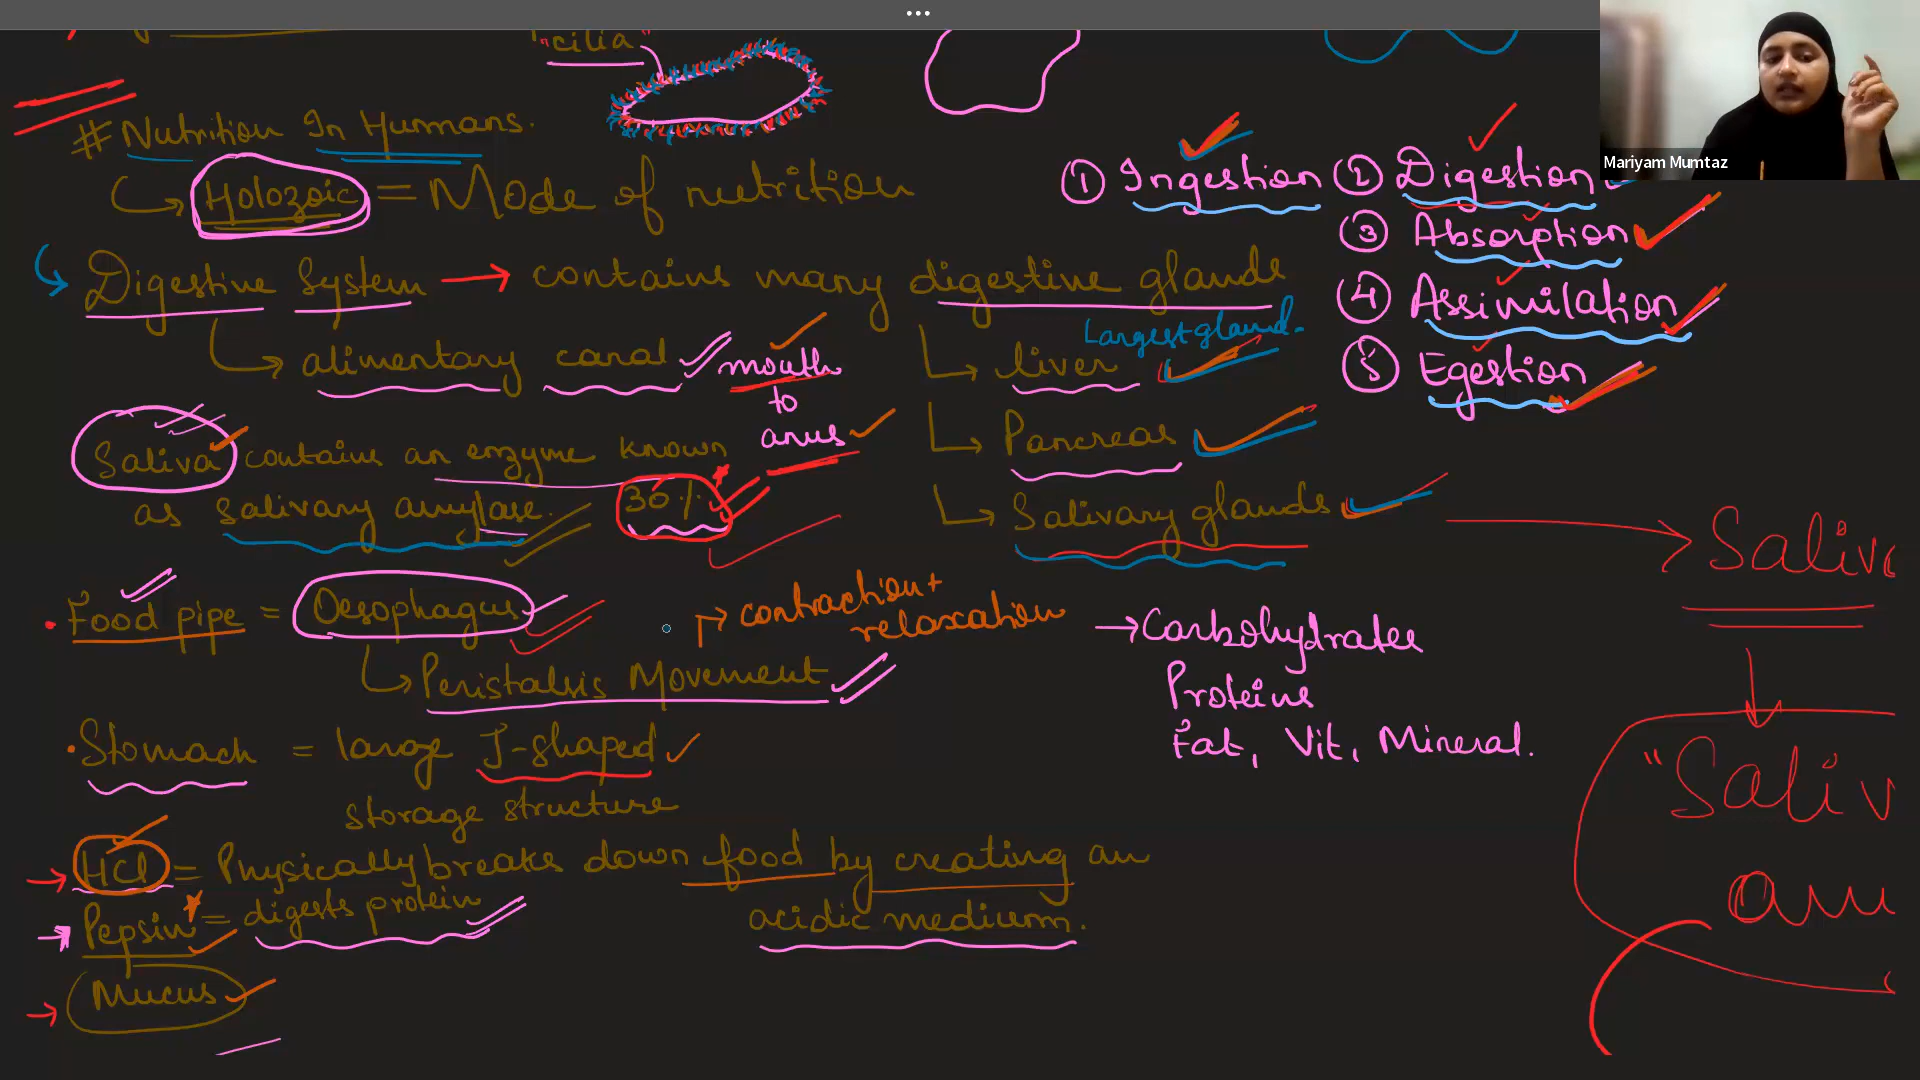 "cilia"
# Nutrition In Humans.
Holozoic = Mode of nutrition
Digestive System → contains many digestive glands
→ alimentary canal
mouth
to
anus
→ liver
Largest gland.
→ Pancreas
→ Salivary glands
Saliva contains an enzyme known
as salivary amylase.
30%
• Food pipe = Oesophagus
→ Peristalsis Movement
→ contraction +
relaxation
• Stomach = large J-shaped
storage structure
→ HCl = Physically breaks down food by creating an
acidic medium.
→ Pepsin = digests protein
→ Mucus
① Ingestion ② Digestion
③ Absorption
④ Assimilation
⑤ Egestion
→ Carbohydrates
Proteins
Fat, Vit, Mineral.
Saliv
"Saliv
am
Mariyam Mumtaz